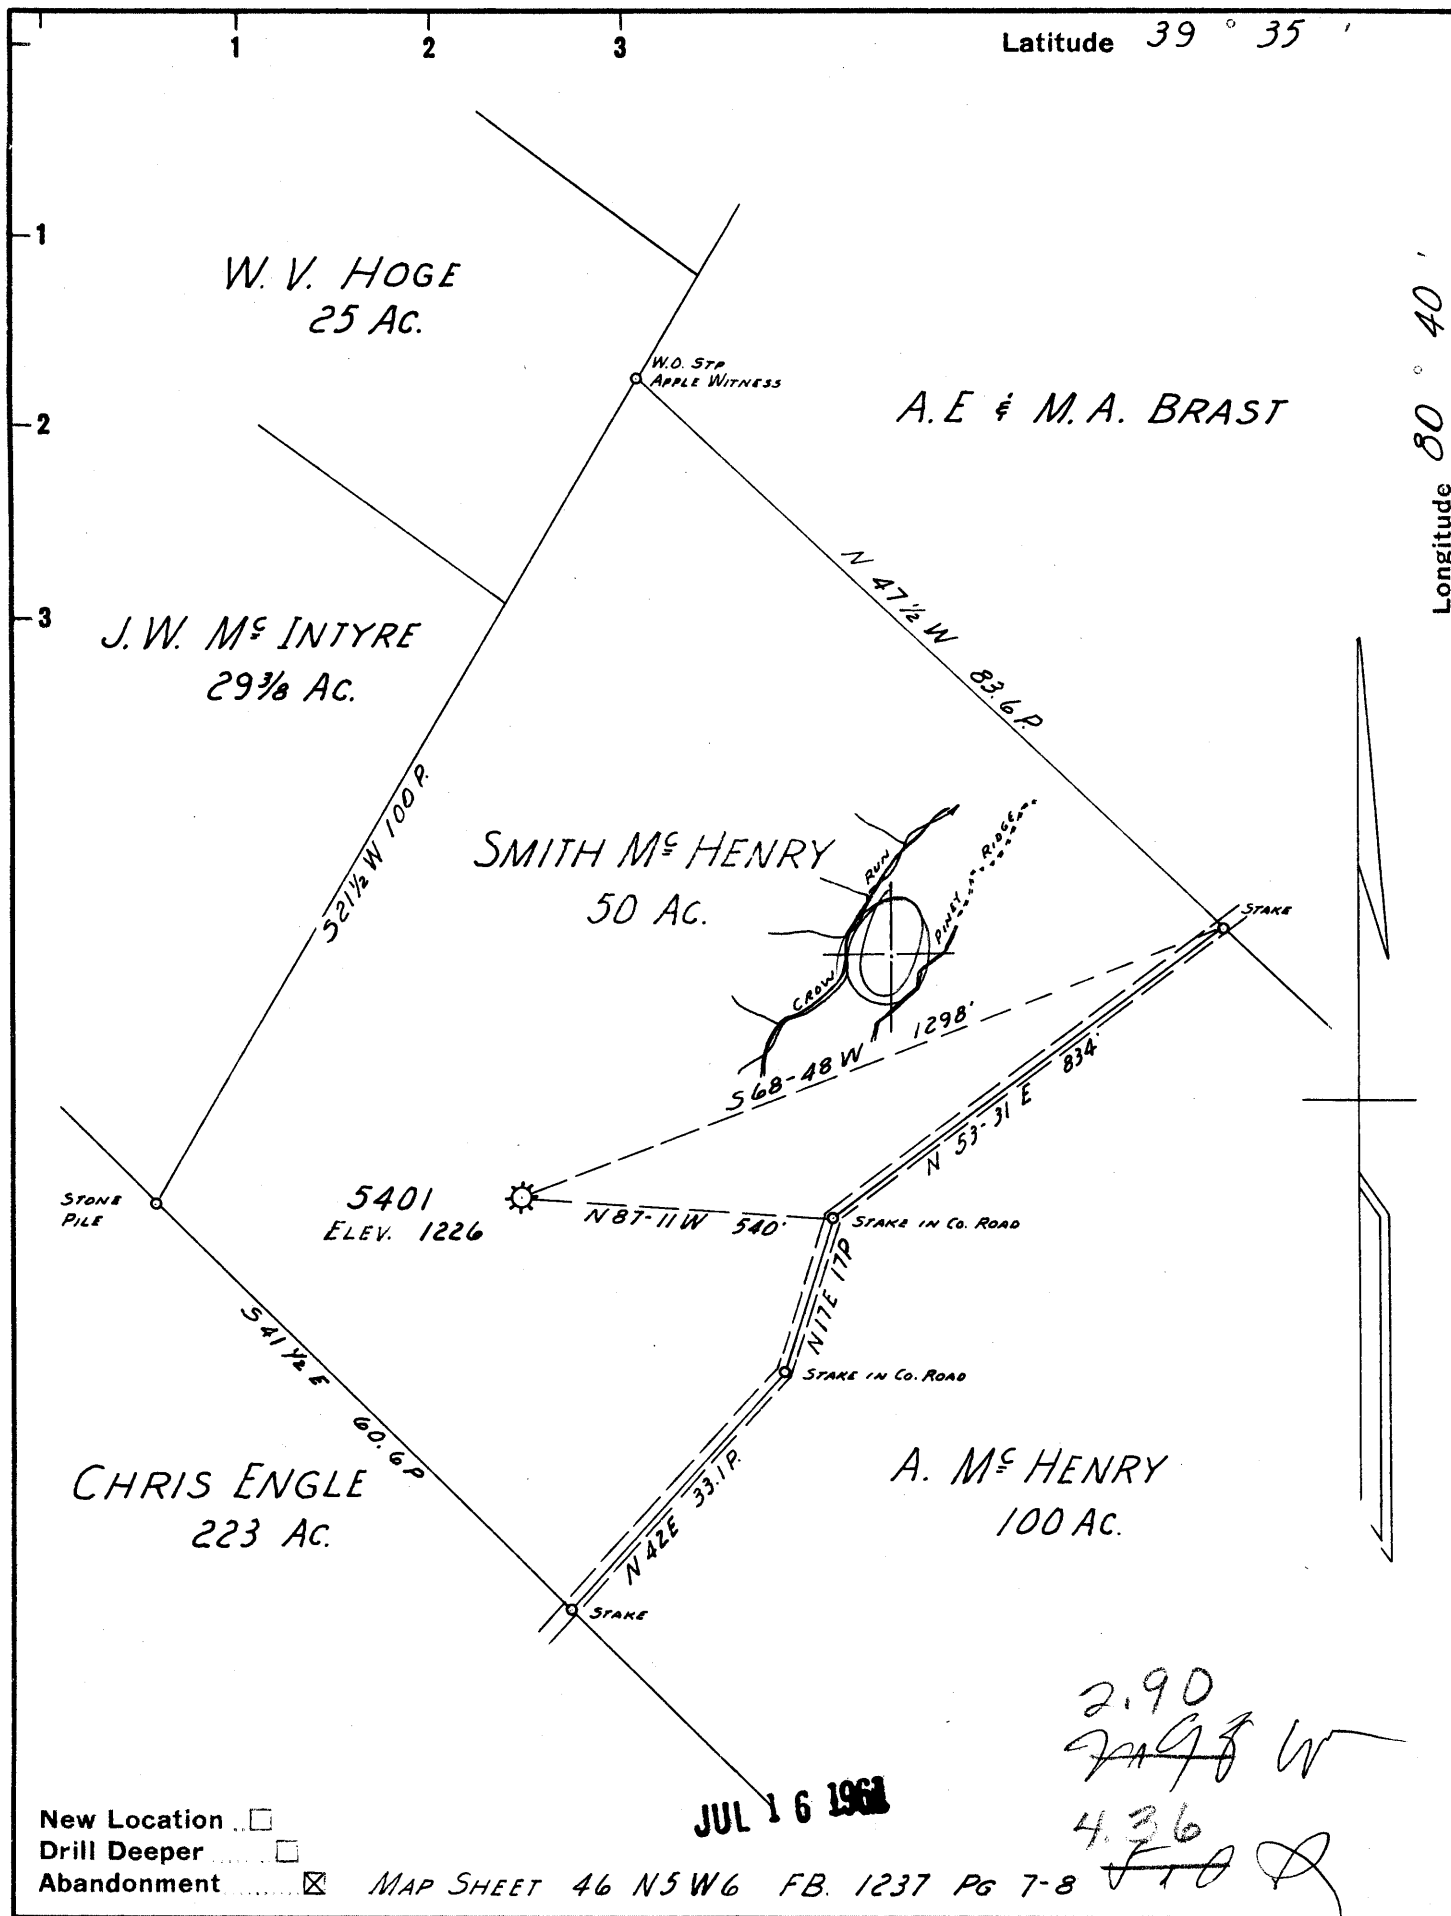 1 2 3
Latitude 39 ° 35 '
1
2
3
Longitude 80 ° 40 '
W. V. HOGE
25 AC.
W.O. STP
APPLE WITNESS
A.E & M.A. BRAST
N 47½ W 83.6 P.
J. W. Mc INTYRE
29 3/8 AC.
S 21½ W 100 P.
SMITH Mc HENRY
50 AC.
CROW RUN
PINEY RIDGE
STAKE
S 68-48 W 1298'
N 53-31 E 834'
STONE
PILE
5401
ELEV. 1226
N 87-11 W 540'
STAKE IN CO. ROAD
N 17 E 17 P
STAKE IN CO. ROAD
S 41½ E 60.6 P
CHRIS ENGLE
223 AC.
N 42 E 33.1 P.
A. Mc HENRY
100 AC.
STAKE
2.90
W
4.36
JUL 16
New Location
Drill Deeper
Abandonment ☒ MAP SHEET 46 N5 W6 FB. 1237 PG 7-8